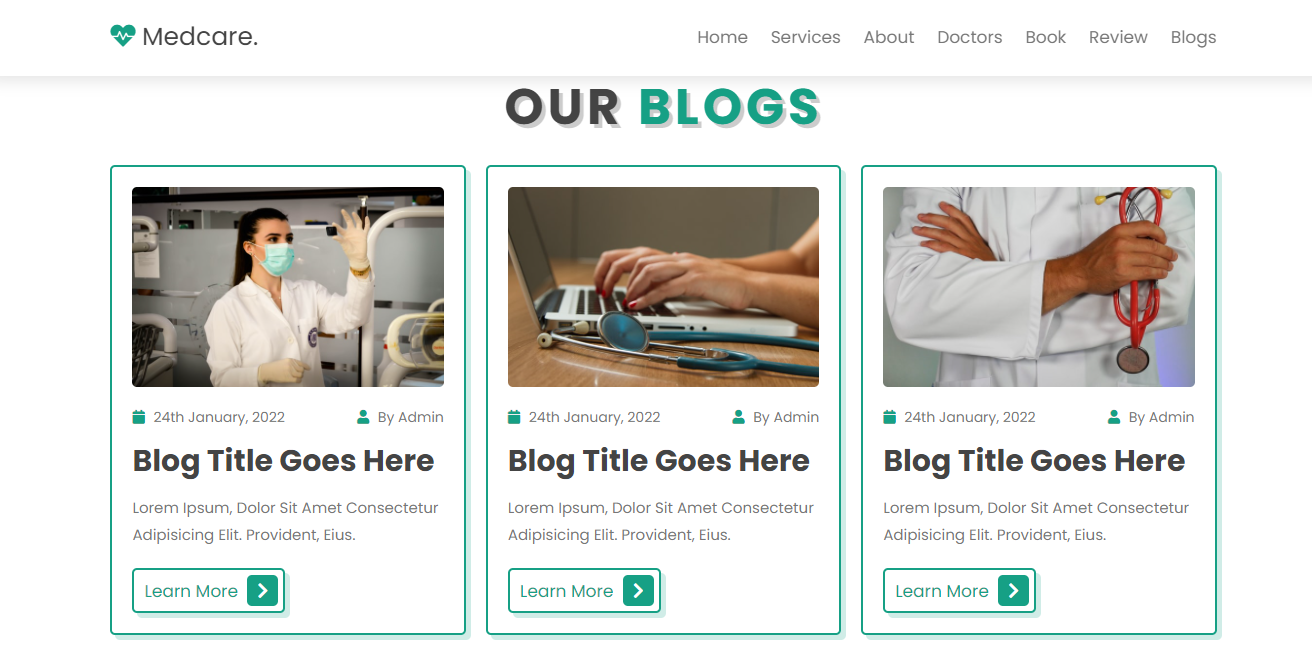 Medcare.
Home Services About Doctors Book Review Blogs
OUR BLOGS
24th January, 2022 By Admin
Blog Title Goes Here
Lorem Ipsum, Dolor Sit Amet Consectetur
Adipisicing Elit. Provident, Eius.
Learn More
24th January, 2022 By Admin
Blog Title Goes Here
Lorem Ipsum, Dolor Sit Amet Consectetur
Adipisicing Elit. Provident, Eius.
Learn More
24th January, 2022 By Admin
Blog Title Goes Here
Lorem Ipsum, Dolor Sit Amet Consectetur
Adipisicing Elit. Provident, Eius.
Learn More